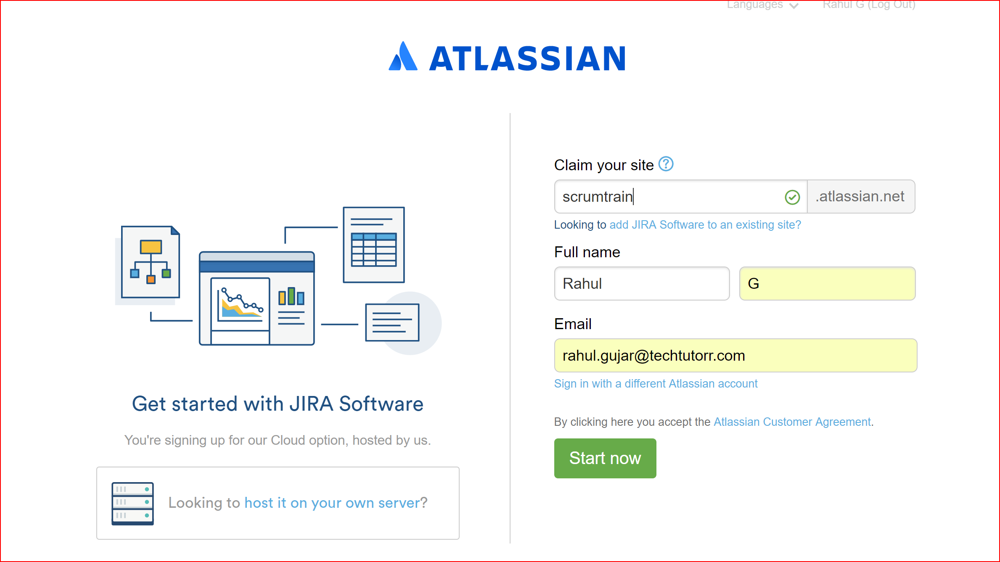 Languages Rahul G (Log Out)
ATLASSIAN
Claim your site ?
scrumtrain .atlassian.net
Looking to add JIRA Software to an existing site?
Full name
Rahul G
Email
rahul.gujar@techtutorr.com
Sign in with a different Atlassian account
By clicking here you accept the Atlassian Customer Agreement.
Start now
Get started with JIRA Software
You're signing up for our Cloud option, hosted by us.
Looking to host it on your own server?